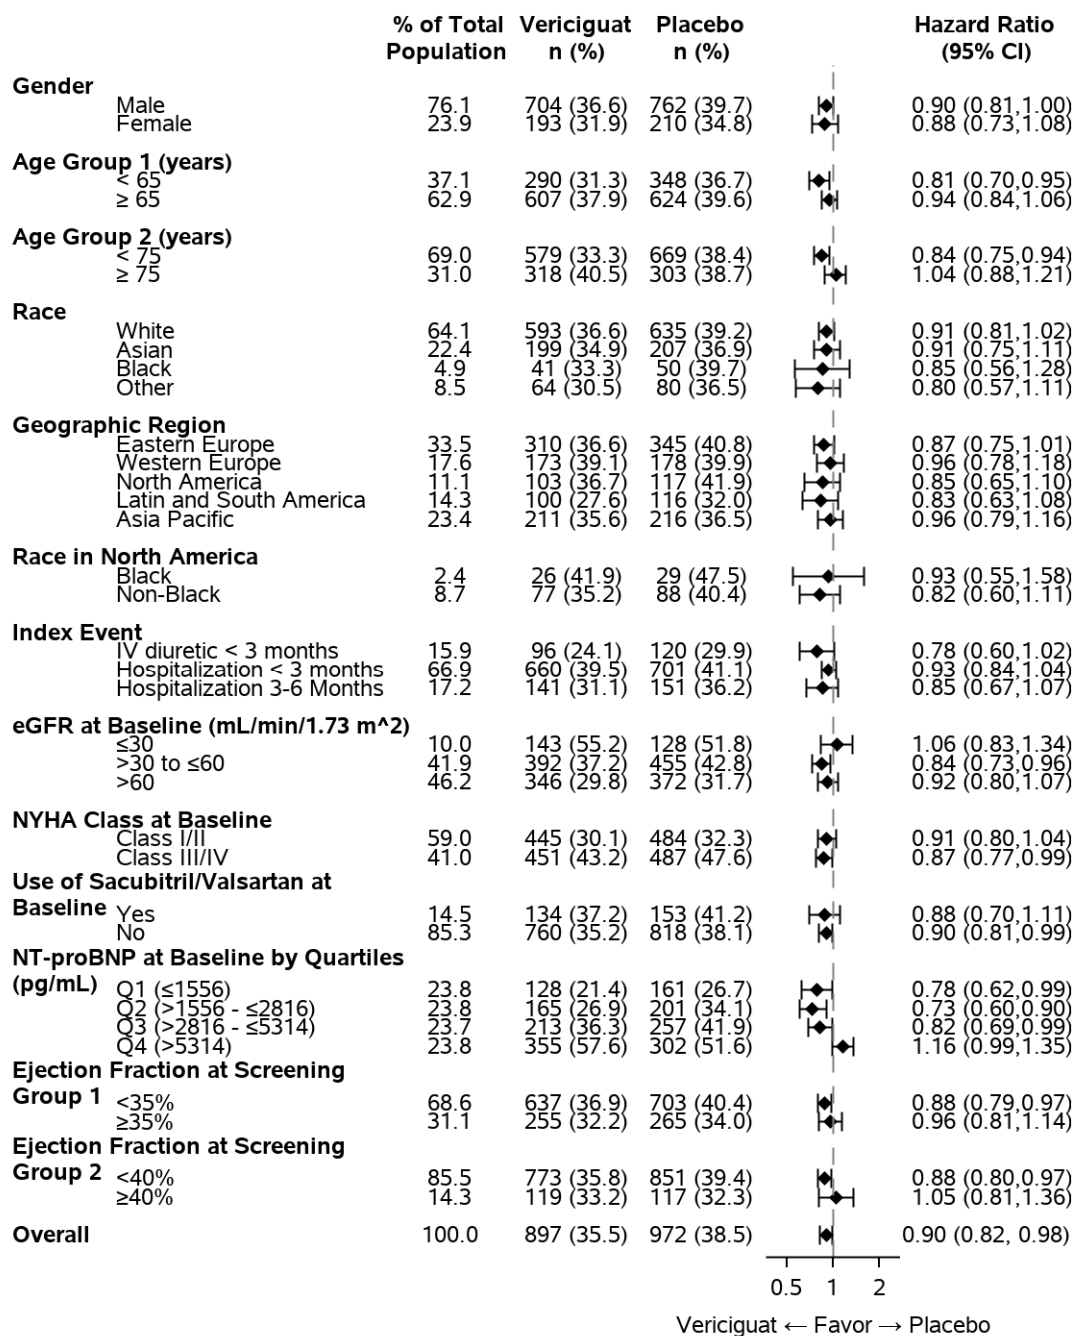 % of Total Vericiguat Placebo Hazard Ratio
Population n (%) n (%) (95% CI)
Gender
Male 76.1 704 (36.6) 762 (39.7) 0.90 (0.81,1.00)
Female 23.9 193 (31.9) 210 (34.8) 0.88 (0.73,1.08)
Age Group 1 (years)
< 65 37.1 290 (31.3) 348 (36.7) 0.81 (0.70,0.95)
≥ 65 62.9 607 (37.9) 624 (39.6) 0.94 (0.84,1.06)
Age Group 2 (years)
< 75 69.0 579 (33.3) 669 (38.4) 0.84 (0.75,0.94)
≥ 75 31.0 318 (40.5) 303 (38.7) 1.04 (0.88,1.21)
Race
White 64.1 593 (36.6) 635 (39.2) 0.91 (0.81,1.02)
Asian 22.4 199 (34.9) 207 (36.9) 0.91 (0.75,1.11)
Black 4.9 41 (33.3) 50 (39.7) 0.85 (0.56,1.28)
Other 8.5 64 (30.5) 80 (36.5) 0.80 (0.57,1.11)
Geographic Region
Eastern Europe 33.5 310 (36.6) 345 (40.8) 0.87 (0.75,1.01)
Western Europe 17.6 173 (39.1) 178 (39.9) 0.96 (0.78,1.18)
North America 11.1 103 (36.7) 117 (41.9) 0.85 (0.65,1.10)
Latin and South America 14.3 100 (27.6) 116 (32.0) 0.83 (0.63,1.08)
Asia Pacific 23.4 211 (35.6) 216 (36.5) 0.96 (0.79,1.16)
Race in North America
Black 2.4 26 (41.9) 29 (47.5) 0.93 (0.55,1.58)
Non-Black 8.7 77 (35.2) 88 (40.4) 0.82 (0.60,1.11)
Index Event
IV diuretic < 3 months 15.9 96 (24.1) 120 (29.9) 0.78 (0.60,1.02)
Hospitalization < 3 months 66.9 660 (39.5) 701 (41.1) 0.93 (0.84,1.04)
Hospitalization 3-6 Months 17.2 141 (31.1) 151 (36.2) 0.85 (0.67,1.07)
eGFR at Baseline (mL/min/1.73 m^2)
≤30 10.0 143 (55.2) 128 (51.8) 1.06 (0.83,1.34)
>30 to ≤60 41.9 392 (37.2) 455 (42.8) 0.84 (0.73,0.96)
>60 46.2 346 (29.8) 372 (31.7) 0.92 (0.80,1.07)
NYHA Class at Baseline
Class I/II 59.0 445 (30.1) 484 (32.3) 0.91 (0.80,1.04)
Class III/IV 41.0 451 (43.2) 487 (47.6) 0.87 (0.77,0.99)
Use of Sacubitril/Valsartan at
Baseline
Yes 14.5 134 (37.2) 153 (41.2) 0.88 (0.70,1.11)
No 85.3 760 (35.2) 818 (38.1) 0.90 (0.81,0.99)
NT-proBNP at Baseline by Quartiles
(pg/mL)
Q1 (≤1556) 23.8 128 (21.4) 161 (26.7) 0.78 (0.62,0.99)
Q2 (>1556 - ≤2816) 23.8 165 (26.9) 201 (34.1) 0.73 (0.60,0.90)
Q3 (>2816 - ≤5314) 23.7 213 (36.3) 257 (41.9) 0.82 (0.69,0.99)
Q4 (>5314) 23.8 355 (57.6) 302 (51.6) 1.16 (0.99,1.35)
Ejection Fraction at Screening
Group 1
<35% 68.6 637 (36.9) 703 (40.4) 0.88 (0.79,0.97)
≥35% 31.1 255 (32.2) 265 (34.0) 0.96 (0.81,1.14)
Ejection Fraction at Screening
Group 2
<40% 85.5 773 (35.8) 851 (39.4) 0.88 (0.80,0.97)
≥40% 14.3 119 (33.2) 117 (32.3) 1.05 (0.81,1.36)
Overall 100.0 897 (35.5) 972 (38.5) 0.90 (0.82, 0.98)
0.5 1 2
Vericiguat ← Favor → Placebo